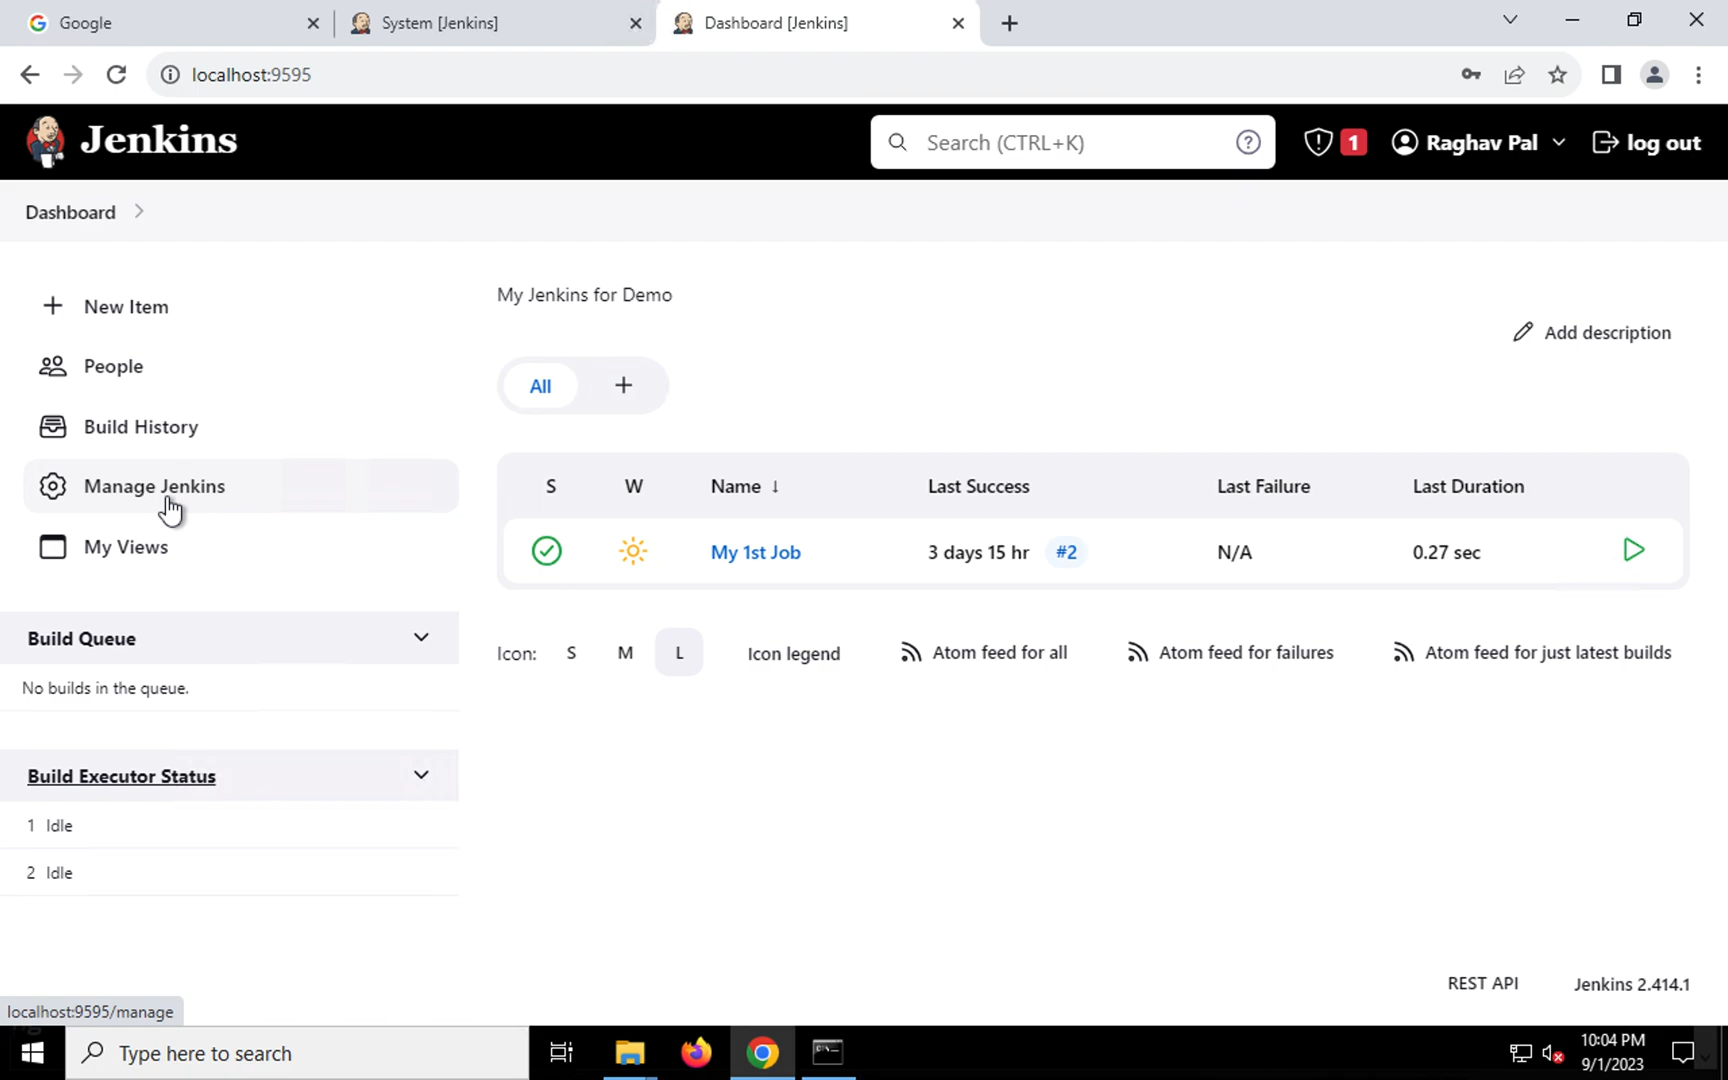 Google
System [Jenkins]
Dashboard [Jenkins]
localhost:9595
Jenkins
Search (CTRL+K)
1
Raghav Pal
log out
Dashboard
New Item
People
Build History
Manage Jenkins
My Views
Build Queue
No builds in the queue.
Build Executor Status
1 Idle
2 Idle
My Jenkins for Demo
Add description
All
S W Name ↓ Last Success Last Failure Last Duration
My 1st Job 3 days 15 hr #2 N/A 0.27 sec
Icon: S M L Icon legend Atom feed for all Atom feed for failures Atom feed for just latest builds
REST API Jenkins 2.414.1
localhost:9595/manage
Type here to search
10:04 PM
9/1/2023